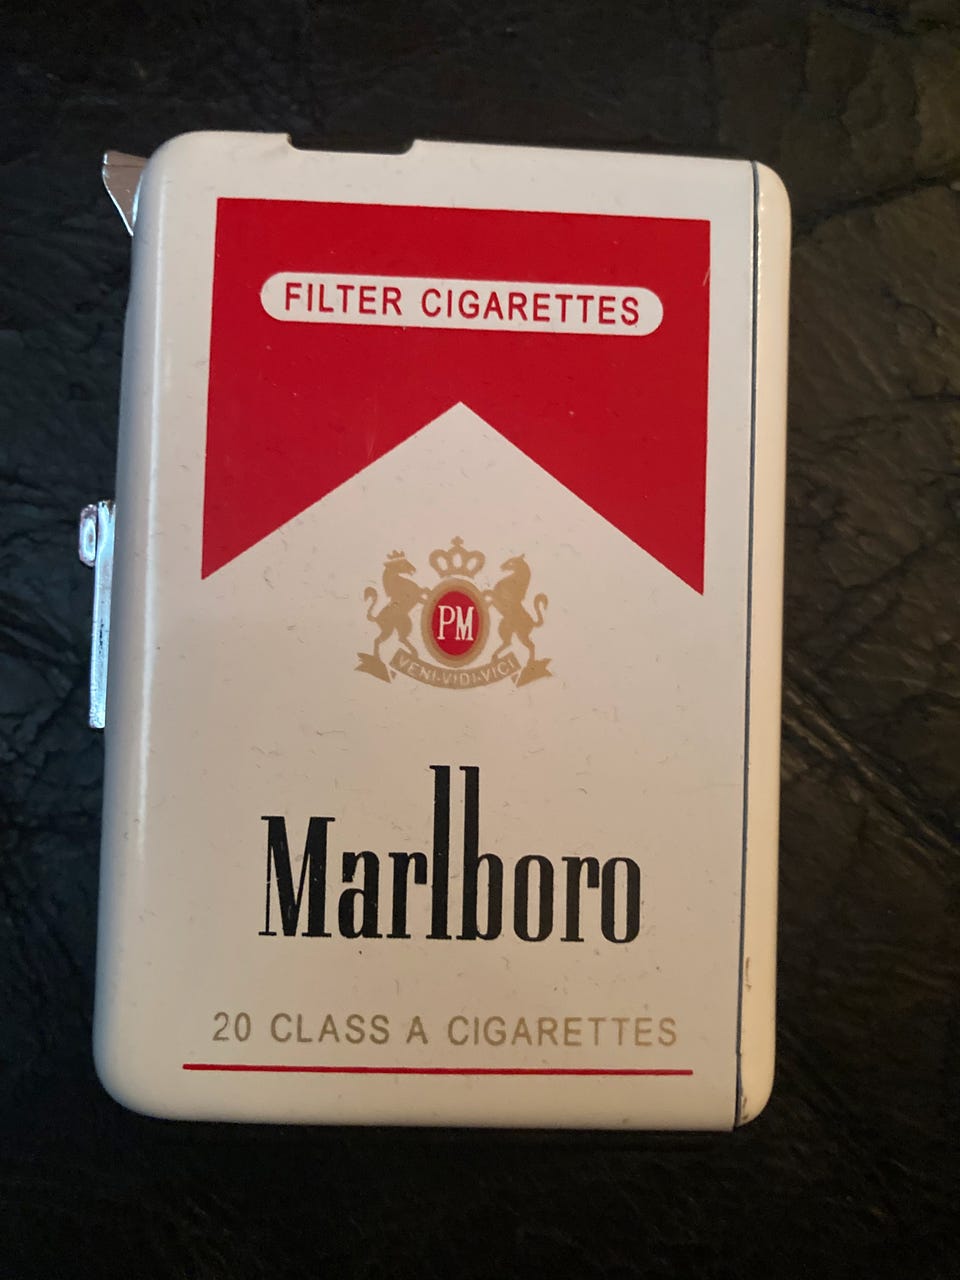 FILTER CIGARETTES
PM
VENI·VIDI·VICI
Marlboro
20 CLASS A CIGARETTES